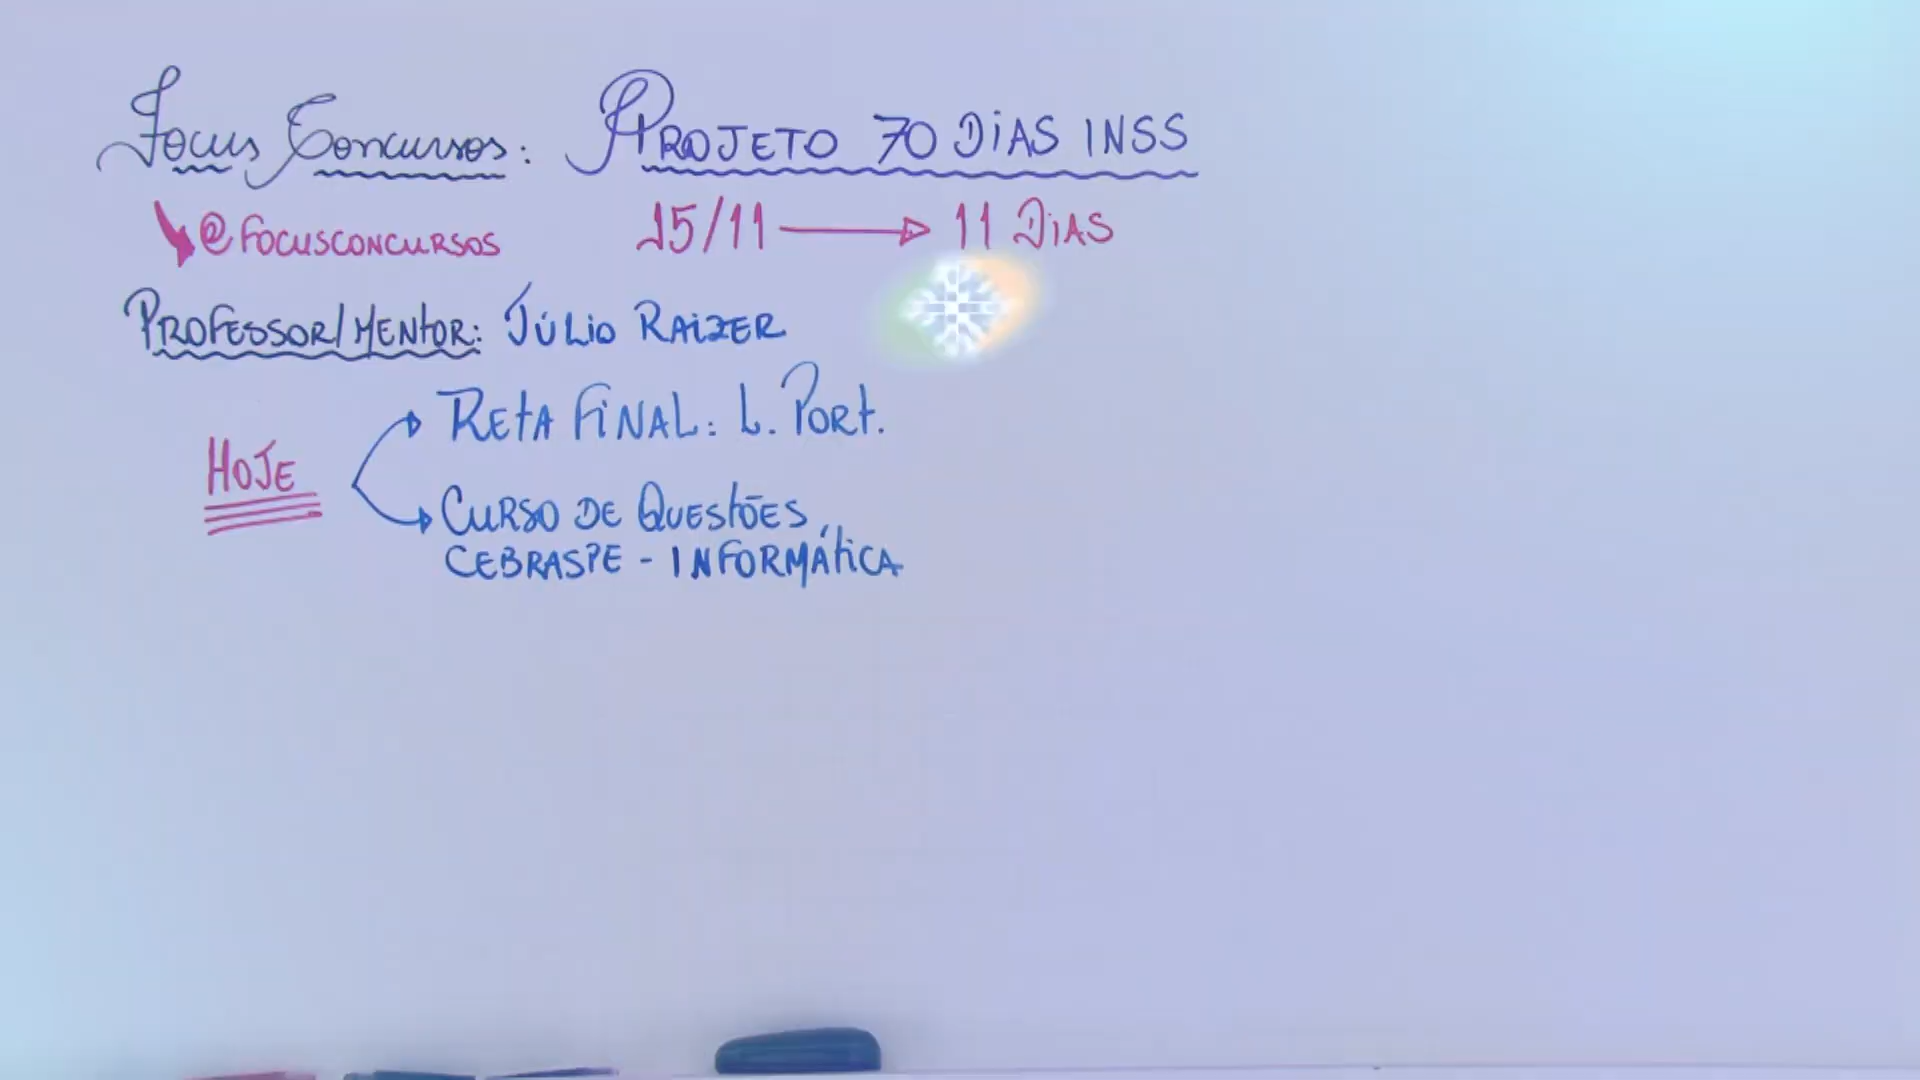 Focus Concursos: PROJETO 70 DIAS INSS
@FOCUSCONCURSOS 15/11 → 11 DIAS
PROFESSOR/MENTOR: JÚLIO RAIZER
HOJE
RETA FINAL: L. PORT.
CURSO DE QUESTÕES
CEBRASPE - INFORMÁTICA